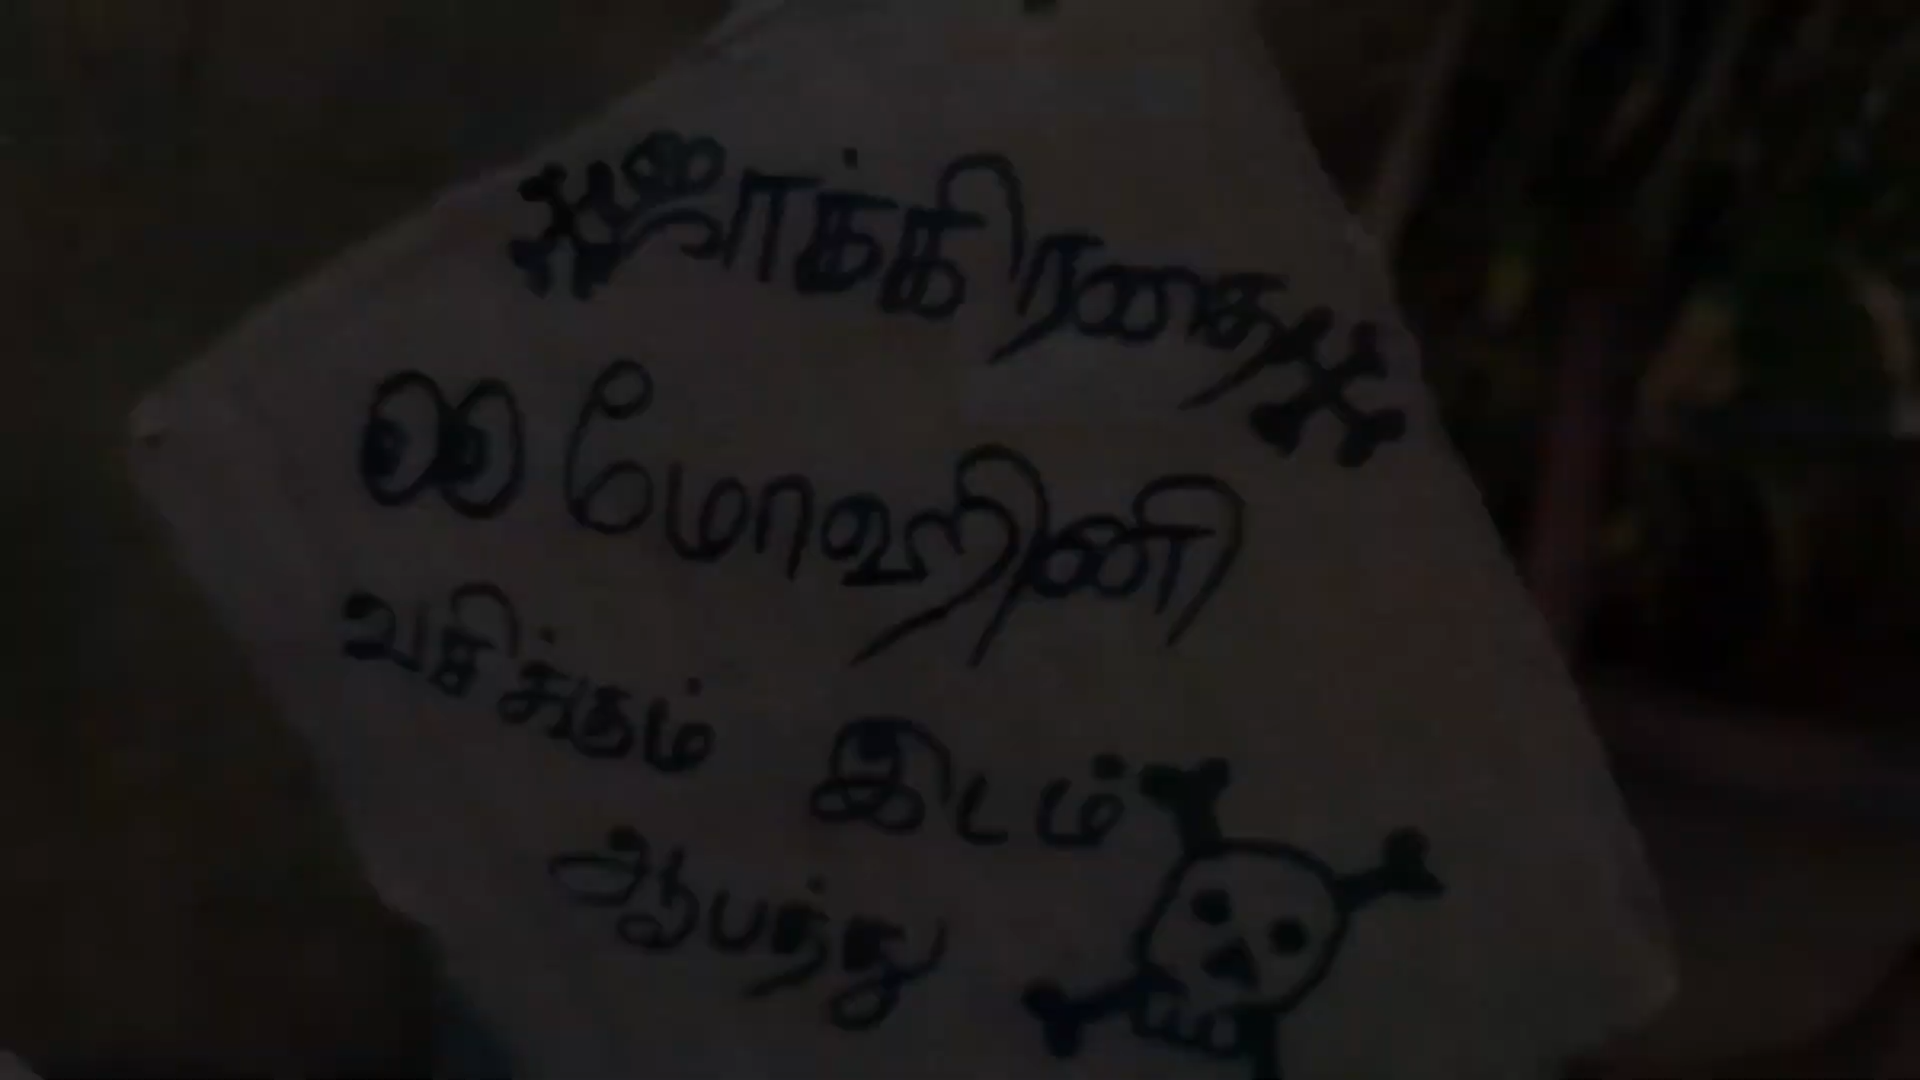 ஜாக்கிரதை
மோஹினி
வசிக்கும் இடம்
ஆபத்து